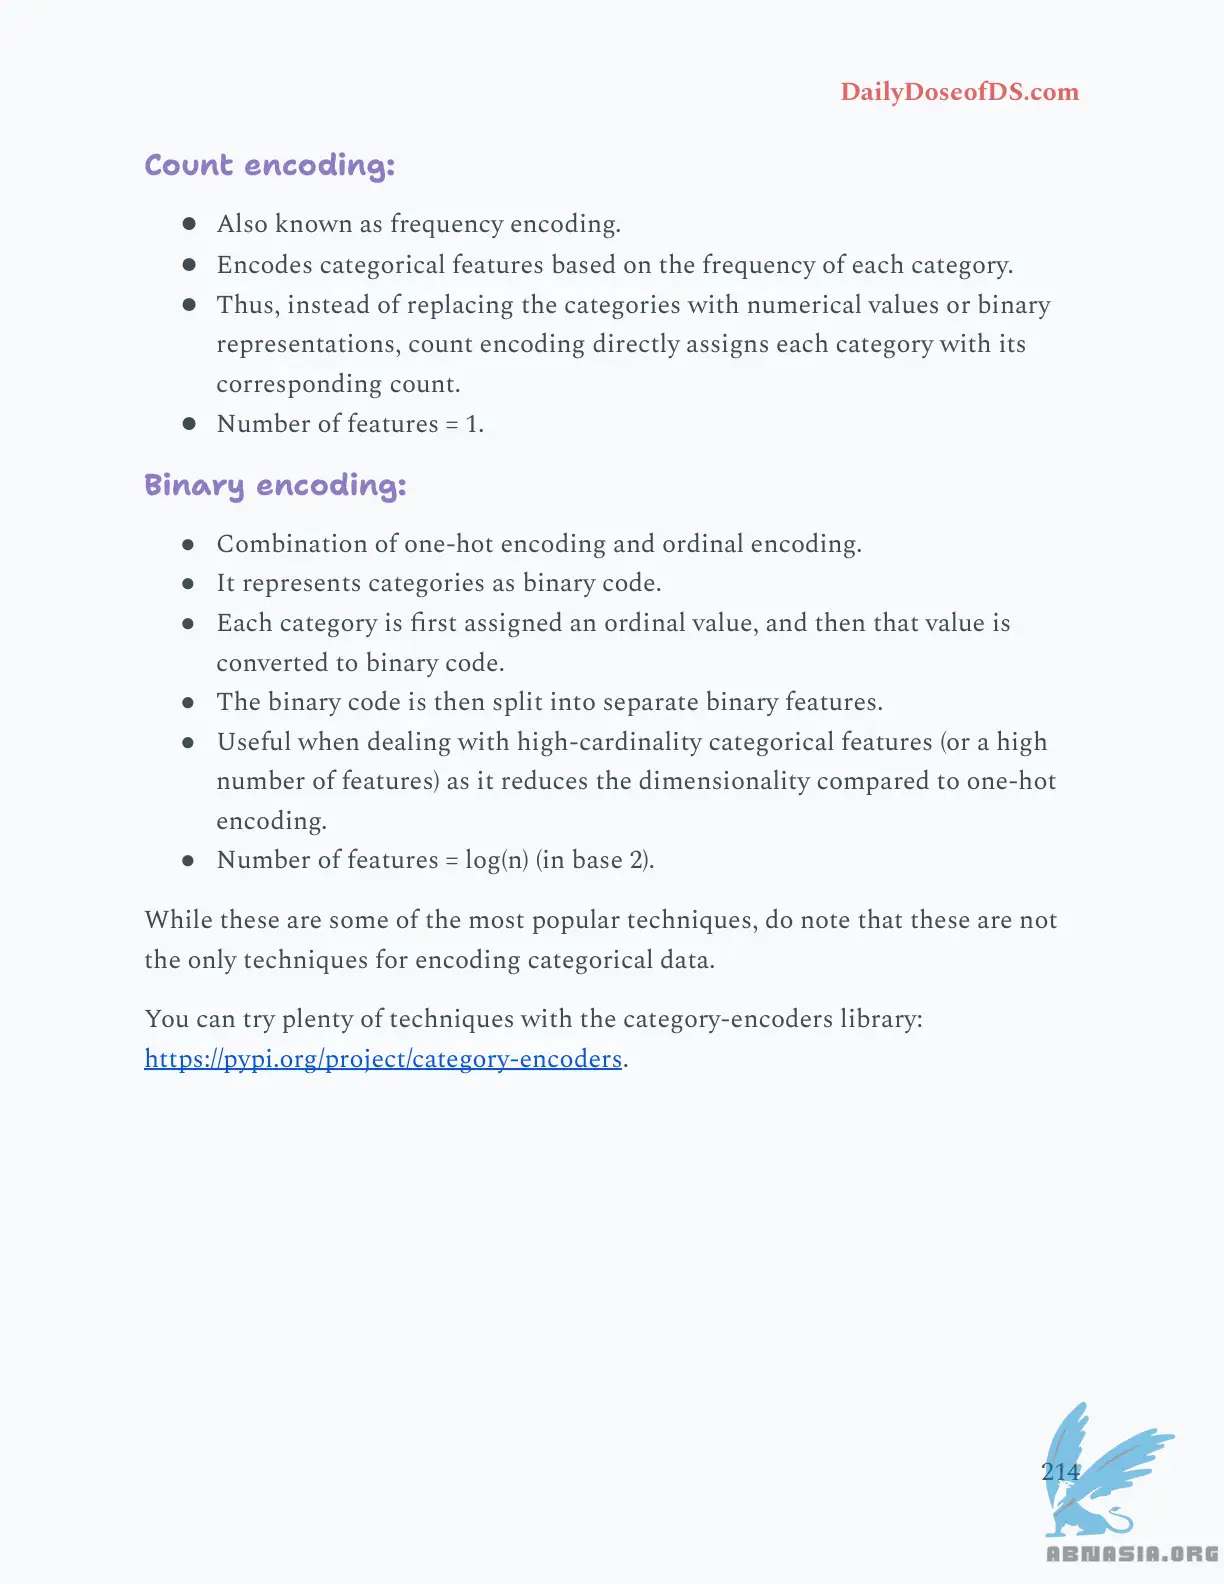 DailyDoseofDS.com
Count encoding:
● Also known as frequency encoding.
● Encodes categorical features based on the frequency of each category.
● Thus, instead of replacing the categories with numerical values or binary
representations, count encoding directly assigns each category with its
corresponding count.
● Number of features = 1.
Binary encoding:
● Combination of one-hot encoding and ordinal encoding.
● It represents categories as binary code.
● Each category is first assigned an ordinal value, and then that value is
converted to binary code.
● The binary code is then split into separate binary features.
● Useful when dealing with high-cardinality categorical features (or a high
number of features) as it reduces the dimensionality compared to one-hot
encoding.
● Number of features = log(n) (in base 2).
While these are some of the most popular techniques, do note that these are not
the only techniques for encoding categorical data.
You can try plenty of techniques with the category-encoders library:
https://pypi.org/project/category-encoders.
214
ABNASIA.ORG